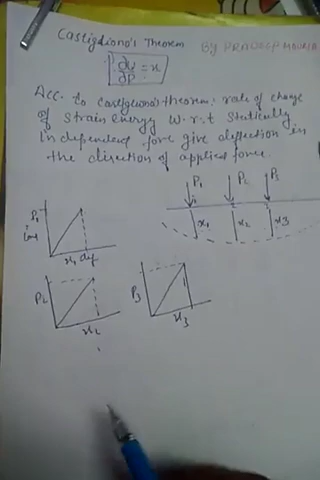 Castigliano's Theorem BY PRADEEP MAURYA
∂U/∂P = x
Acc. to Castigliano's theorem: rate of change
of strain energy w.r.t Statically
Independent force give deflection in
the direction of applied force.
P1 P2 P3
x1 x2 x3
P1
Load
x1 def
P2
x2
P3
x3